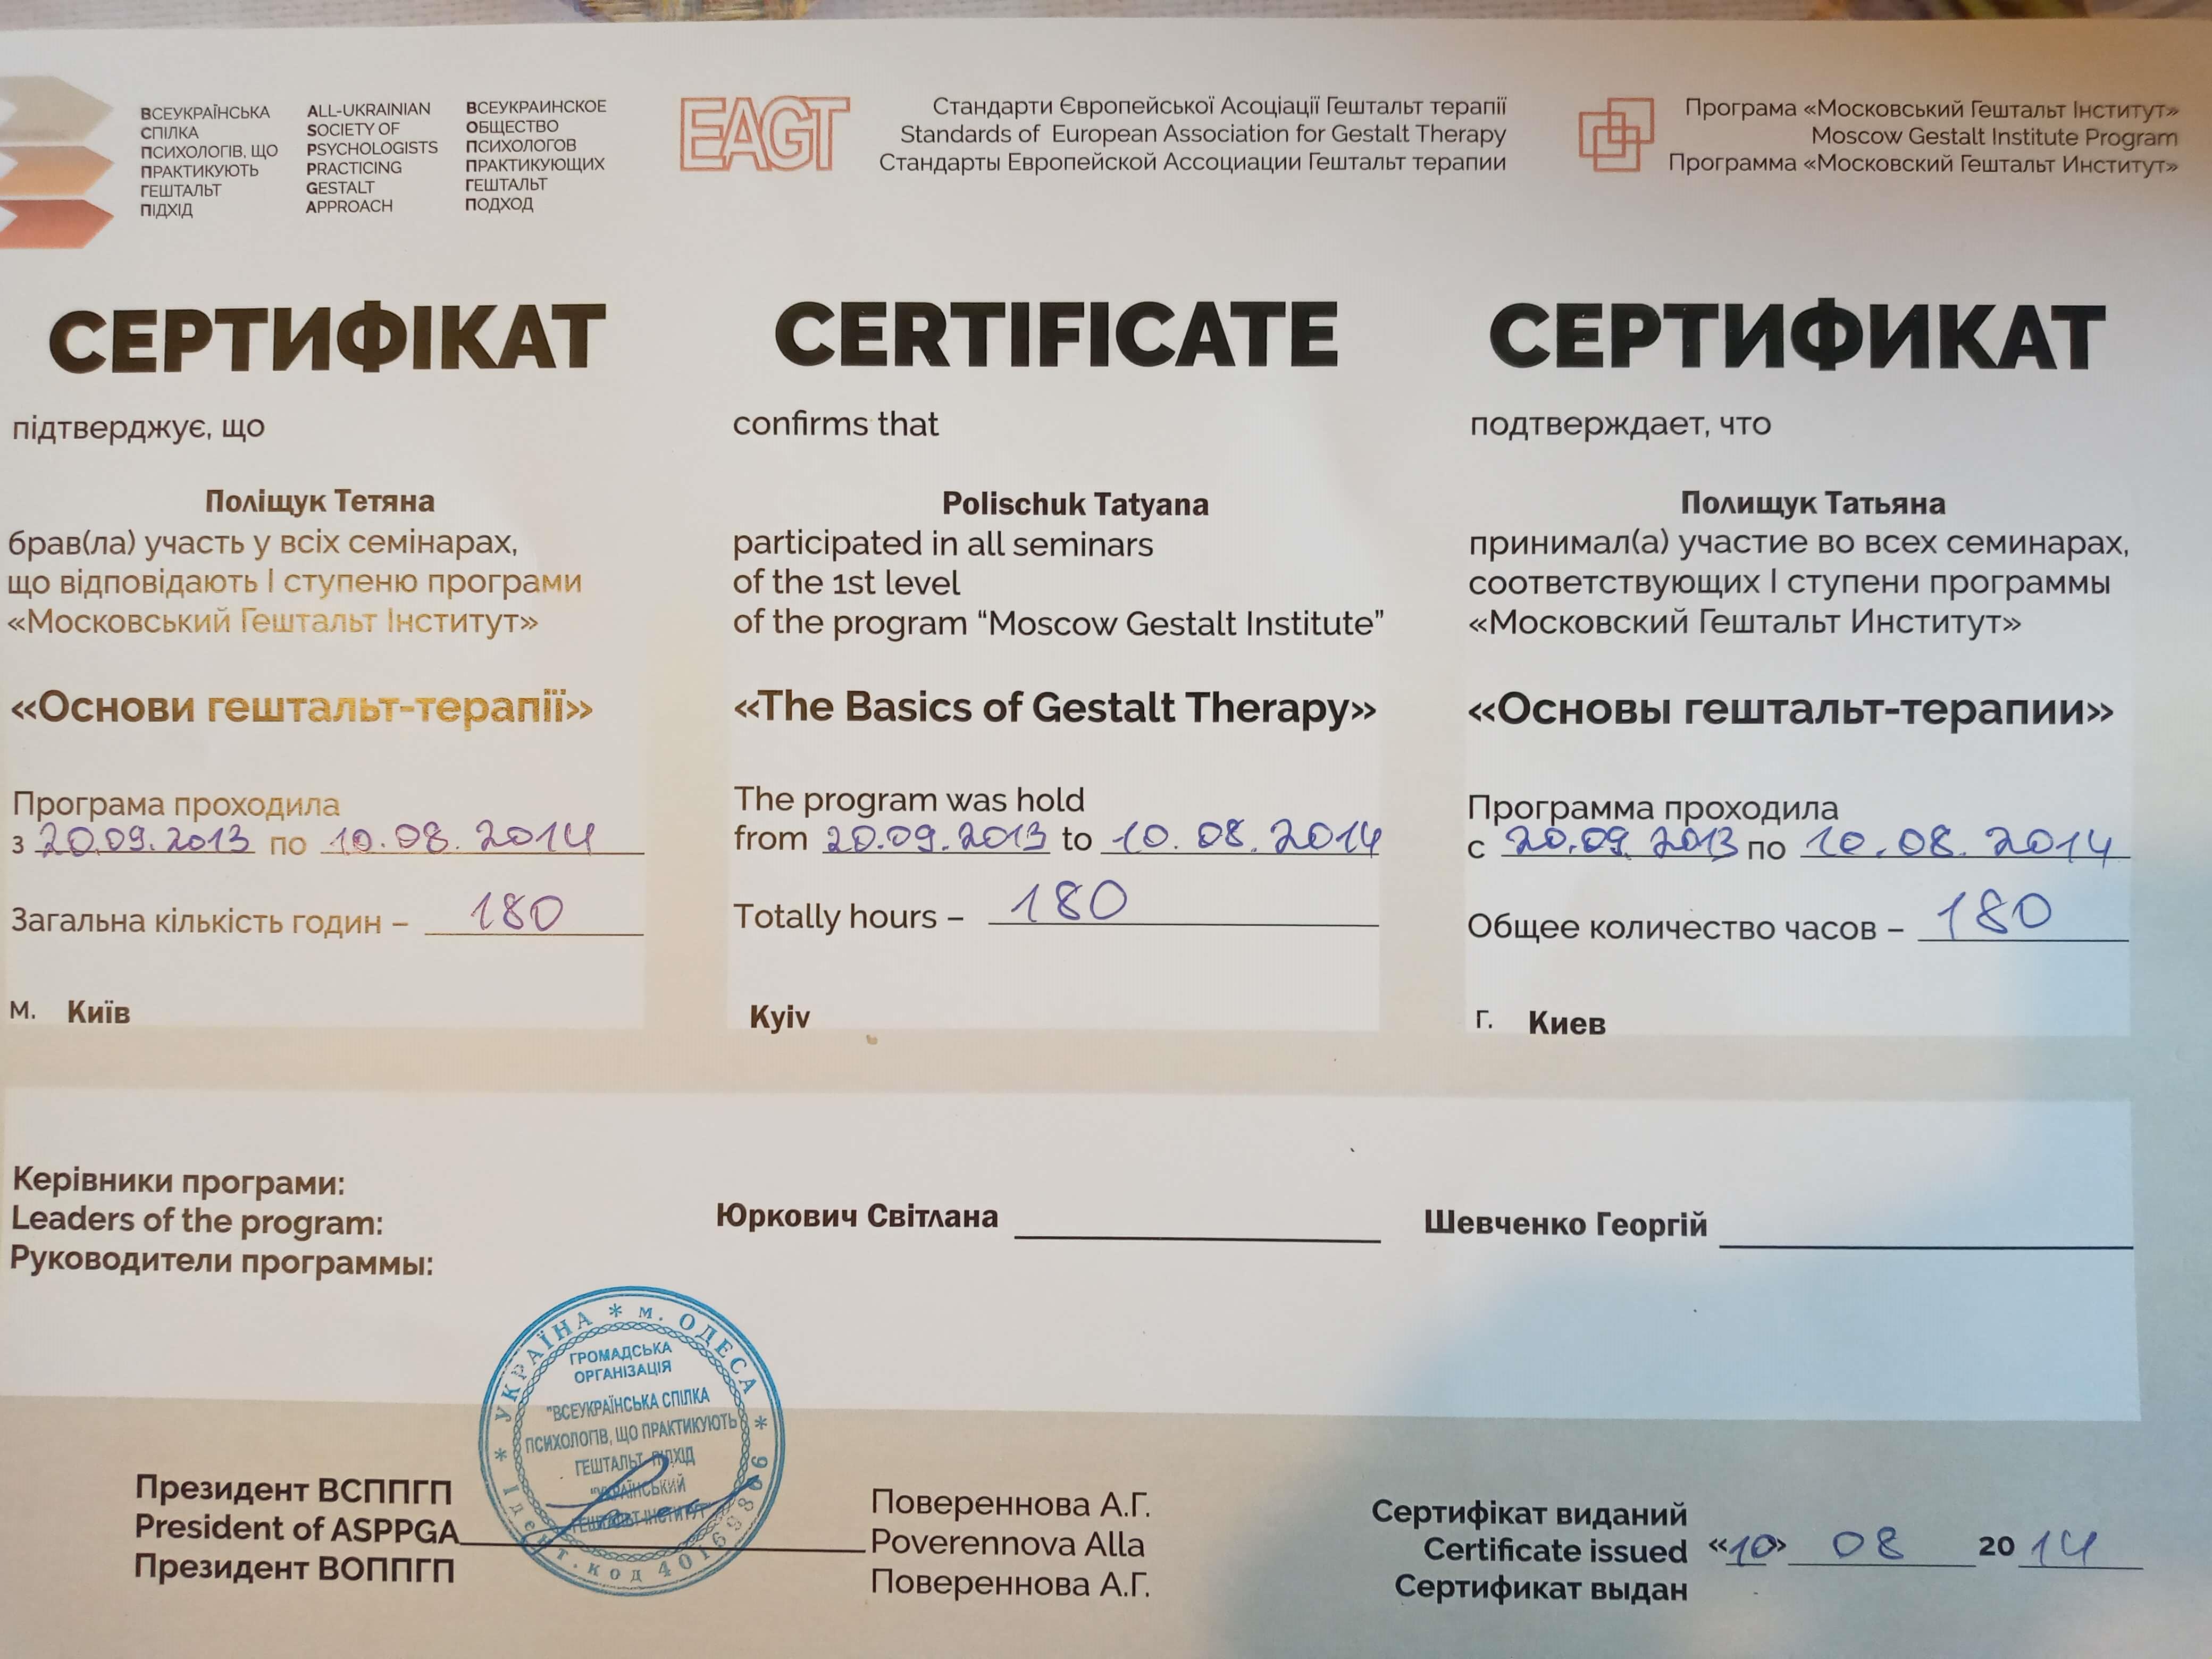 ВСЕУКРАЇНСЬКА
СПІЛКА
ПСИХОЛОГІВ, ЩО
ПРАКТИКУЮТЬ
ГЕШТАЛЬТ
ПІДХІД
ALL-UKRAINIAN
SOCIETY OF
PSYCHOLOGISTS
PRACTICING
GESTALT
APPROACH
ВСЕУКРАИНСКОЕ
ОБЩЕСТВО
ПСИХОЛОГОВ
ПРАКТИКУЮЩИХ
ГЕШТАЛЬТ
ПОДХОД
EAGT
Стандарти Європейської Асоціації Гештальт терапії
Standards of European Association for Gestalt Therapy
Стандарты Европейской Ассоциации Гештальт терапии
Програма «Московський Гештальт Інститут»
Moscow Gestalt Institute Program
Программа «Московский Гештальт Институт»
СЕРТИФІКАТ
підтверджує, що
Поліщук Тетяна
брав(ла) участь у всіх семінарах,
що відповідають І ступеню програми
«Московський Гештальт Інститут»
«Основи гештальт-терапії»
Програма проходила
з 20.09.2013 по 10.08.2014
Загальна кількість годин – 180
м. Київ
CERTIFICATE
confirms that
Polischuk Tatyana
participated in all seminars
of the 1st level
of the program “Moscow Gestalt Institute”
«The Basics of Gestalt Therapy»
The program was hold
from 20.09.2013 to 10.08.2014
Totally hours – 180
Kyiv
СЕРТИФИКАТ
подтверждает, что
Полищук Татьяна
принимал(а) участие во всех семинарах,
соответствующих І ступени программы
«Московский Гештальт Институт»
«Основы гештальт-терапии»
Программа проходила
с 20.09.2013 по 10.08.2014
Общее количество часов – 180
г. Киев
Керівники програми:
Leaders of the program:
Руководители программы:
Юркович Світлана
Шевченко Георгій
УКРАЇНА * м. ОДЕСА *
ГРОМАДСЬКА
ОРГАНІЗАЦІЯ
"ВСЕУКРАЇНСЬКА СПІЛКА
ПСИХОЛОГІВ, ЩО ПРАКТИКУЮТЬ
ГЕШТАЛЬТ ПІДХІД
"УКРАЇНСЬКИЙ
ГЕШТАЛЬТ-ІНСТИТУТ"
Ідент. код
Президент ВСППГП
President of ASPPGA
Президент ВОППГП
Повереннова А.Г.
Poverennova Alla
Повереннова А.Г.
Сертифікат виданий
Certificate issued «10» 08 2014
Сертификат выдан